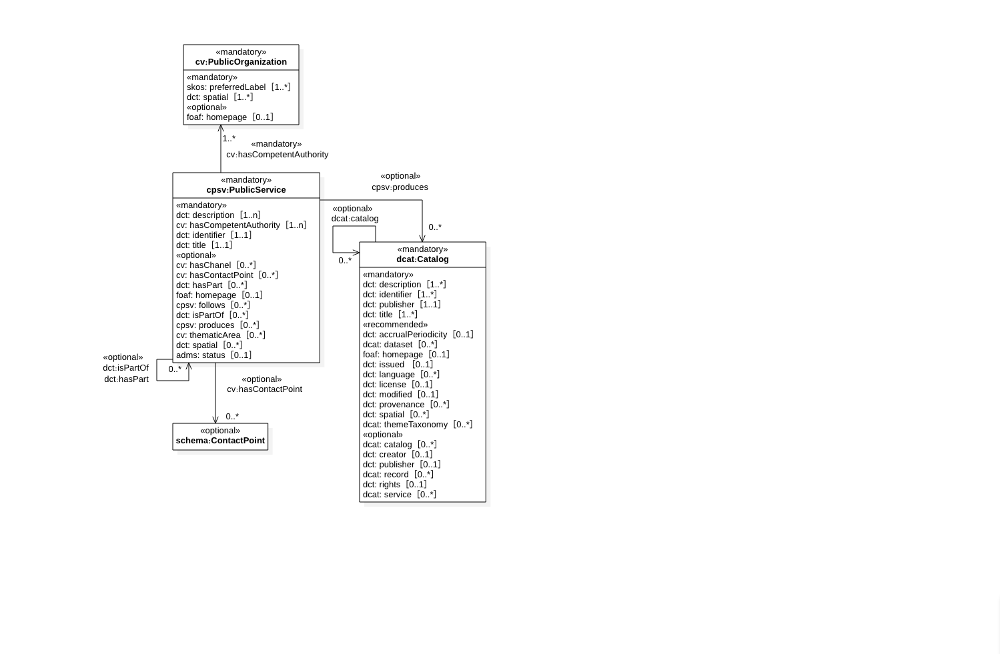 «mandatory»
cv:PublicOrganization
«mandatory»
skos: preferredLabel [1..*]
dct: spatial [1..*]
«optional»
foaf: homepage [0..1]
1..*
«mandatory»
cv:hasCompetentAuthority
«mandatory»
cpsv:PublicService
«mandatory»
dct: description [1..n]
cv: hasCompetentAuthority [1..n]
dct: identifier [1..1]
dct: title [1..1]
«optional»
cv: hasChanel [0..*]
cv: hasContactPoint [0..*]
dct: hasPart [0..*]
foaf: homepage [0..1]
cpsv: follows [0..*]
dct: isPartOf [0..*]
cpsv: produces [0..*]
cv: thematicArea [0..*]
dct: spatial [0..*]
adms: status [0..1]
«optional»
cpsv:produces
0..*
«optional»
dcat:catalog
0..*
«mandatory»
dcat:Catalog
«mandatory»
dct: description [1..*]
dct: identifier [1..*]
dct: publisher [1..1]
dct: title [1..*]
«recommended»
dct: accrualPeriodicity [0..1]
dcat: dataset [0..*]
foaf: homepage [0..1]
dct: issued [0..1]
dct: language [0..*]
dct: license [0..1]
dct: modified [0..1]
dct: provenance [0..*]
dct: spatial [0..*]
dcat: themeTaxonomy [0..*]
«optional»
dcat: catalog [0..*]
dct: creator [0..1]
dct: publisher [0..1]
dcat: record [0..*]
dct: rights [0..1]
dcat: service [0..*]
«optional»
dct:isPartOf
dct:hasPart
0..*
«optional»
cv:hasContactPoint
0..*
«optional»
schema:ContactPoint